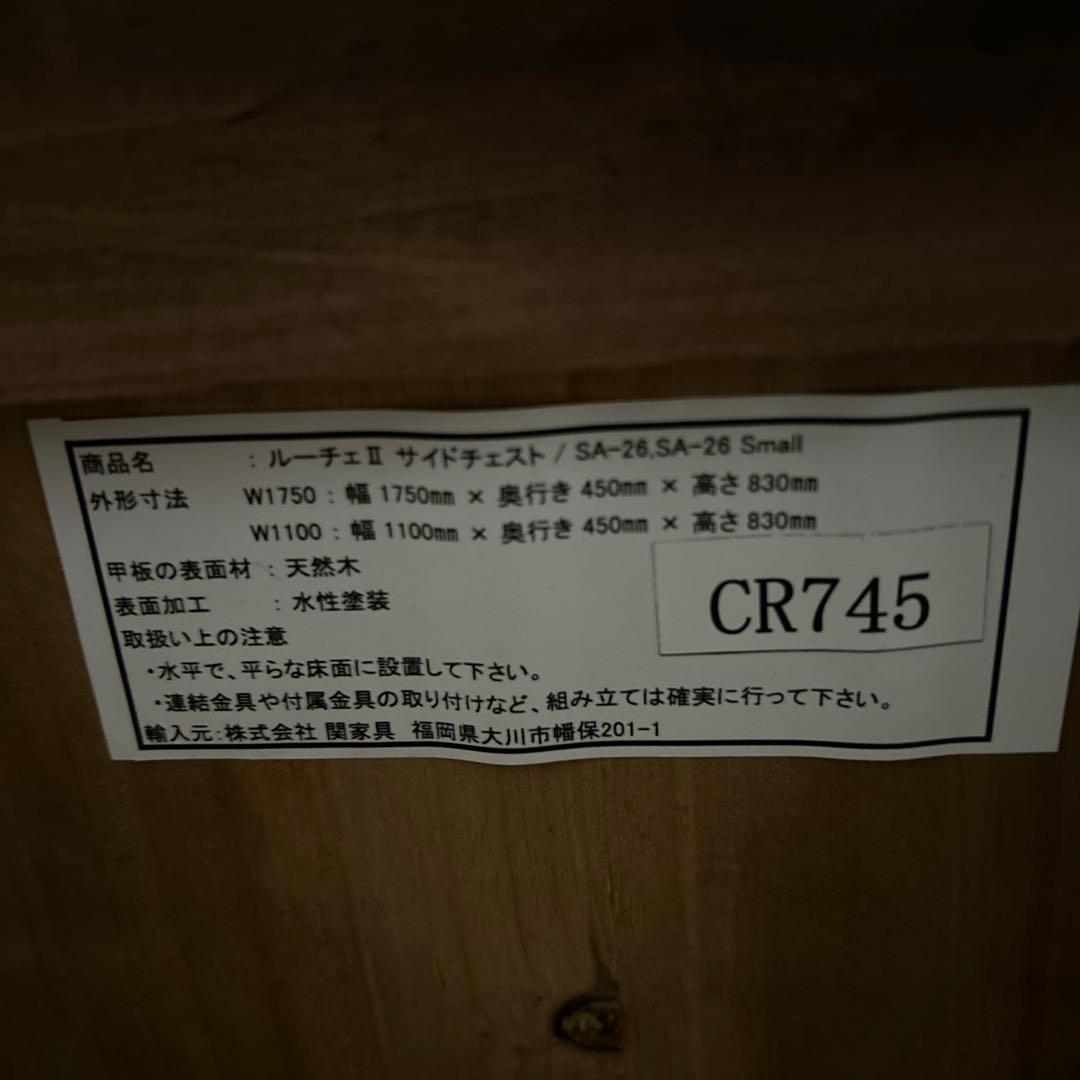 商品名 : ルーチェⅡ サイドチェスト / SA-26,SA-26 Small
外形寸法 W1750 : 幅 1750mm × 奥行き 450mm × 高さ 830mm
W1100 : 幅 1100mm × 奥行き 450mm × 高さ 830mm
甲板の表面材 : 天然木
表面加工 : 水性塗装
CR745
取扱い上の注意
・水平で、平らな床面に設置して下さい。
・連結金具や付属金具の取り付けなど、組み立ては確実に行って下さい。
輸入元:株式会社 関家具 福岡県大川市幡保201-1